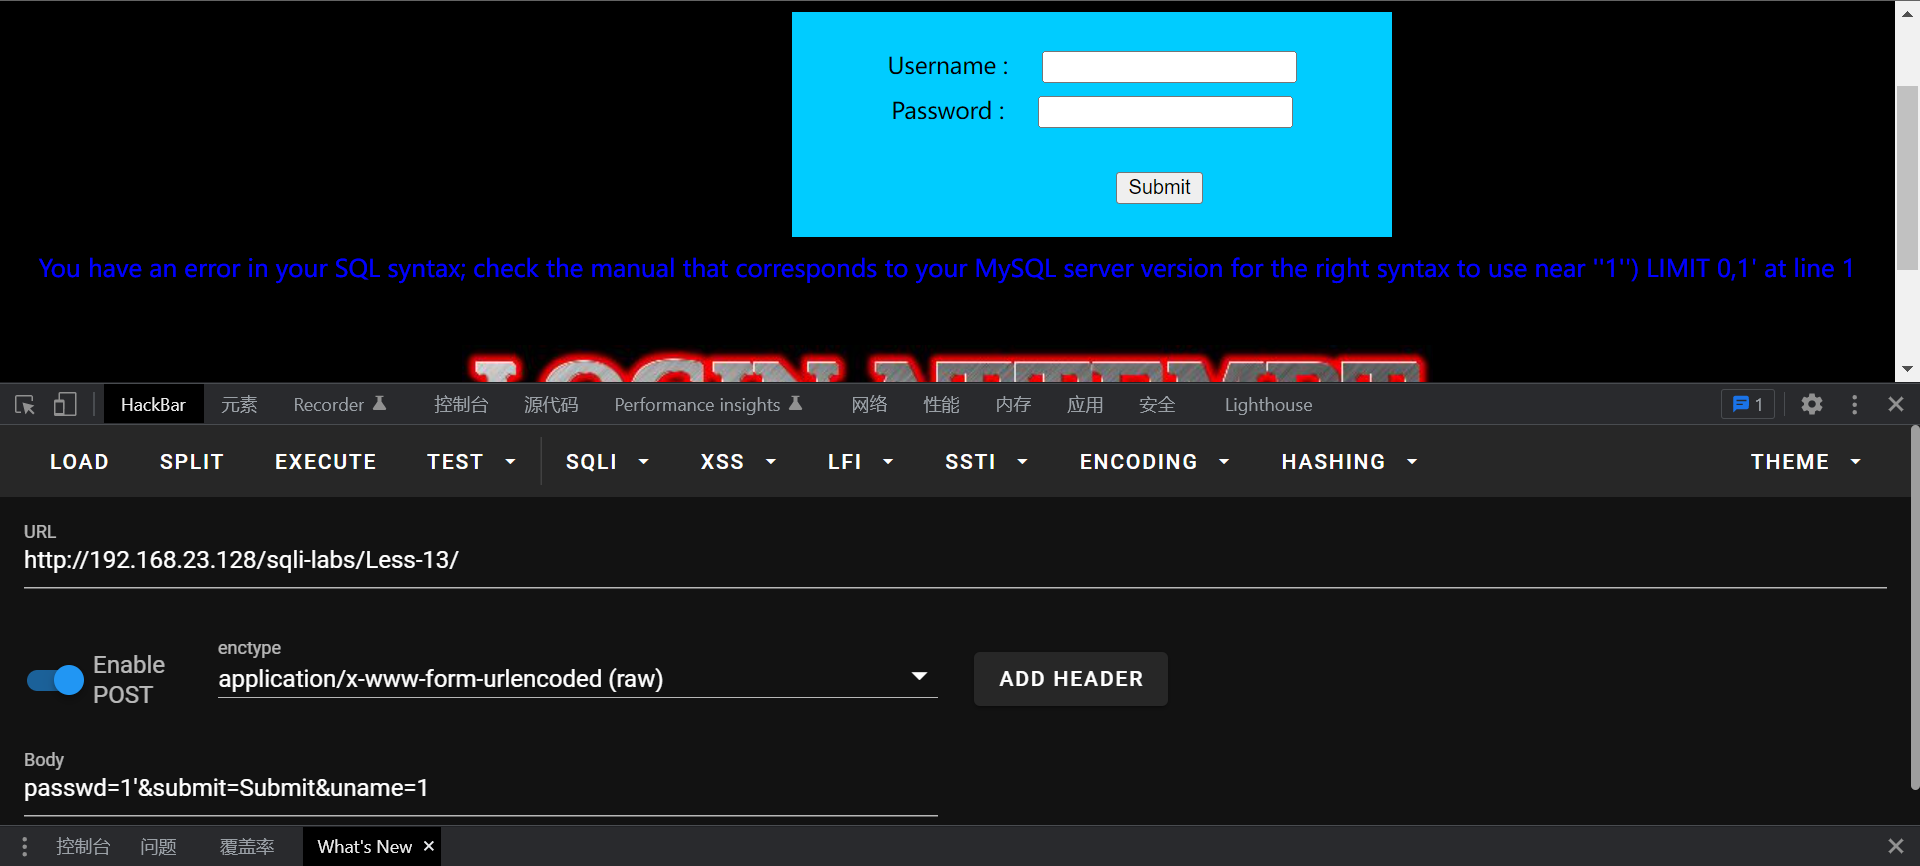 Username :
Password :
Submit
You have an error in your SQL syntax; check the manual that corresponds to your MySQL server version for the right syntax to use near ''1'') LIMIT 0,1' at line 1
LOGIN ATTEMPT
HackBar 元素 Recorder 控制台 源代码 Performance insights 网络 性能 内存 应用 安全 Lighthouse 1
LOAD SPLIT EXECUTE TEST SQLI XSS LFI SSTI ENCODING HASHING THEME
URL
http://192.168.23.128/sqli-labs/Less-13/
Enable POST
enctype
application/x-www-form-urlencoded (raw)
ADD HEADER
Body
passwd=1'&submit=Submit&uname=1
控制台 问题 覆盖率 What's New